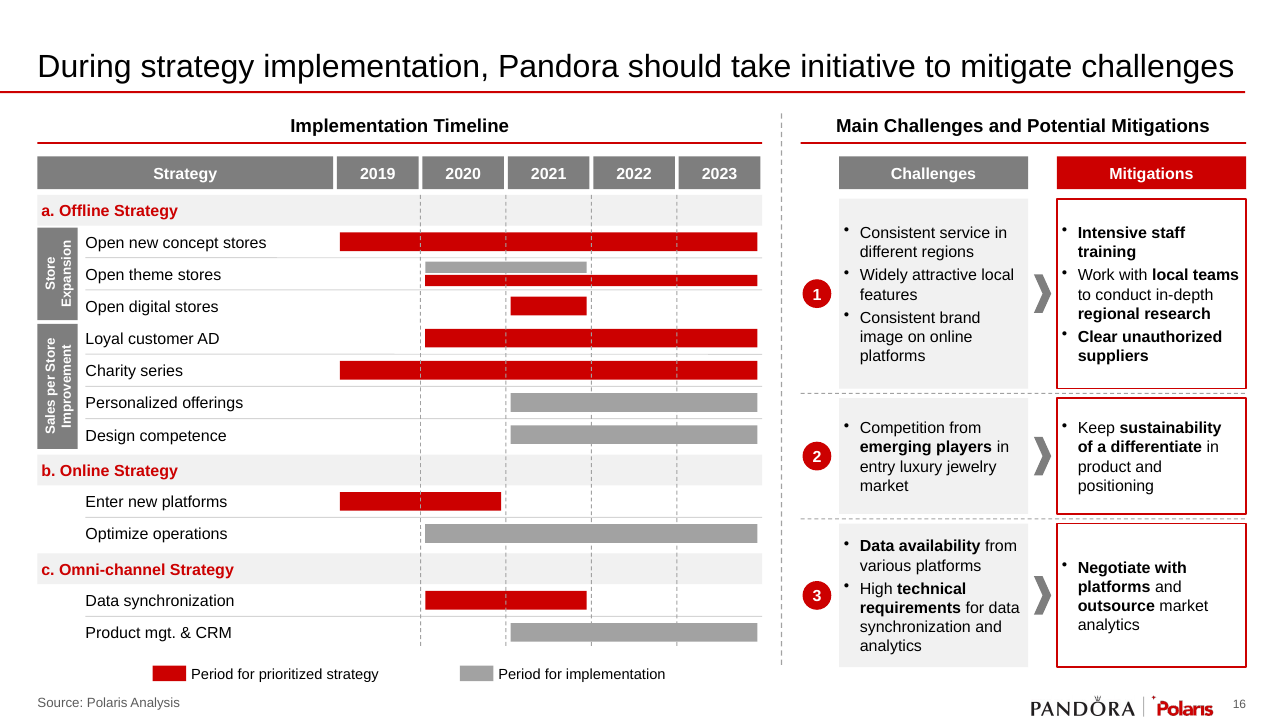 During strategy implementation, Pandora should take initiative to mitigate challenges
Implementation Timeline
Strategy
2019
2020
2021
2022
2023
a. Offline Strategy
Store
Expansion
Open new concept stores
Open theme stores
Open digital stores
Sales per Store
Improvement
Loyal customer AD
Charity series
Personalized offerings
Design competence
b. Online Strategy
Enter new platforms
Optimize operations
c. Omni-channel Strategy
Data synchronization
Product mgt. & CRM
Period for prioritized strategy
Period for implementation
Main Challenges and Potential Mitigations
Challenges
Mitigations
1
• Consistent service in
different regions
• Widely attractive local
features
• Consistent brand
image on online
platforms
• Intensive staff
training
• Work with local teams
to conduct in-depth
regional research
• Clear unauthorized
suppliers
2
• Competition from
emerging players in
entry luxury jewelry
market
• Keep sustainability
of a differentiate in
product and
positioning
3
• Data availability from
various platforms
• High technical
requirements for data
synchronization and
analytics
• Negotiate with
platforms and
outsource market
analytics
Source: Polaris Analysis
PANDÖRA
Polaris
16